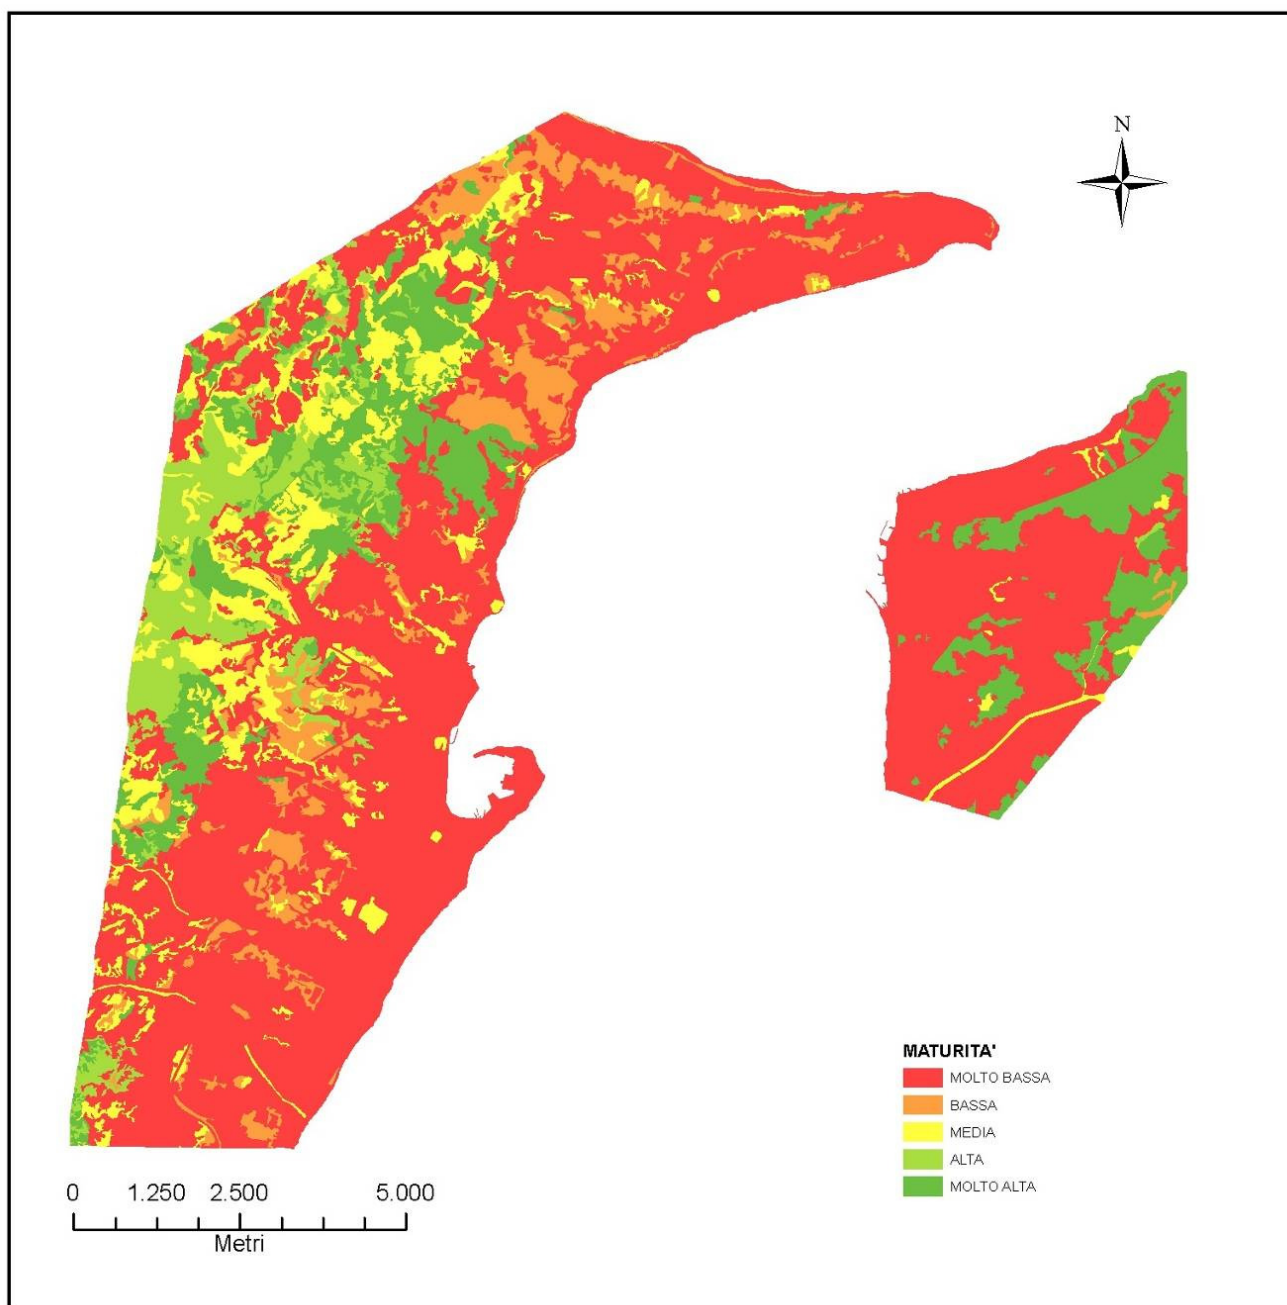 N
MATURITA'
MOLTO BASSA
BASSA
MEDIA
ALTA
MOLTO ALTA
0 1.250 2.500 5.000
Metri